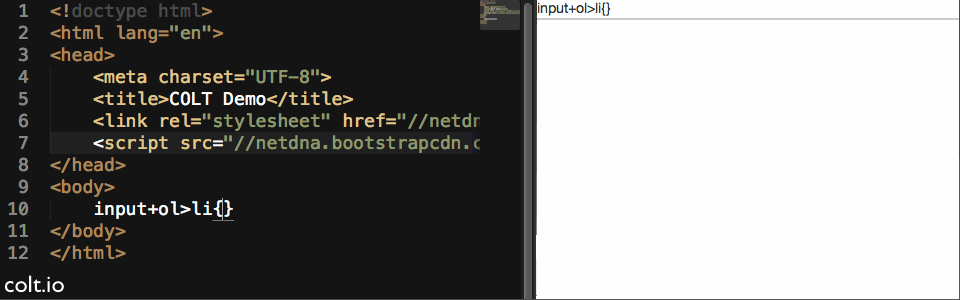 1 <!doctype html>
2 <html lang="en">
3 <head>
4 <meta charset="UTF-8">
5 <title>COLT Demo</title>
6 <link rel="stylesheet" href="//netdn
7 <script src="//netdna.bootstrapcdn.c
8 </head>
9 <body>
10 input+ol>li{}
11 </body>
12 </html>
colt.io
input+ol>li{}